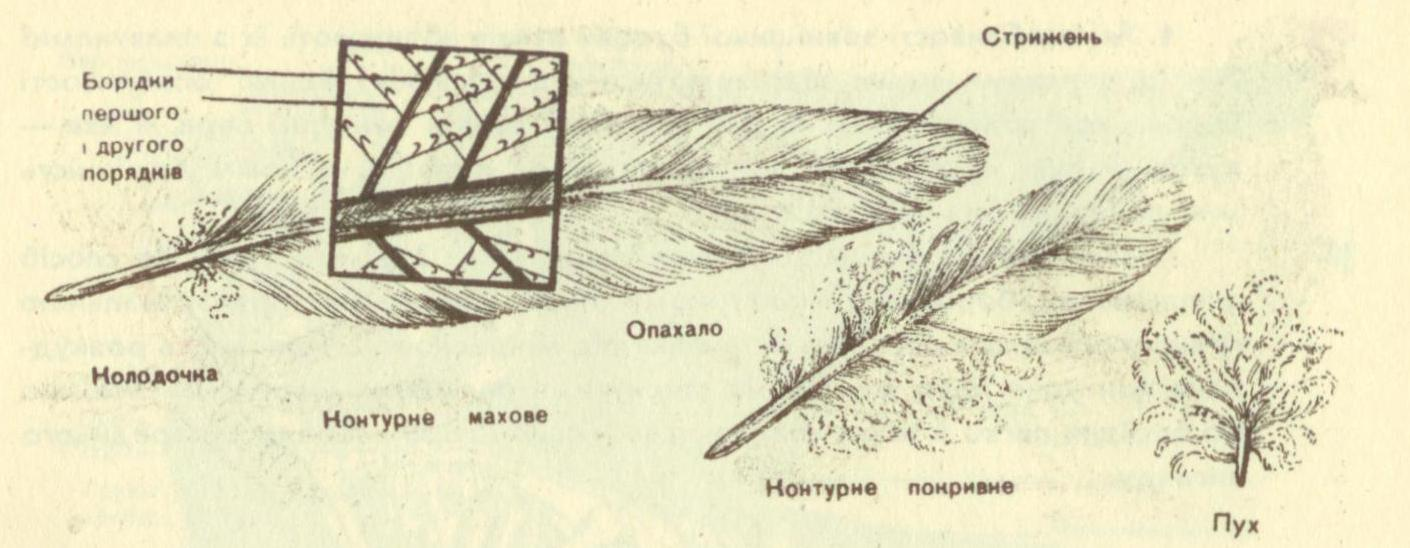 Стрижень
Борідки
першого
і другого
порядків
Опахало
Колодочка
Контурне махове
Контурне покривне
Пух